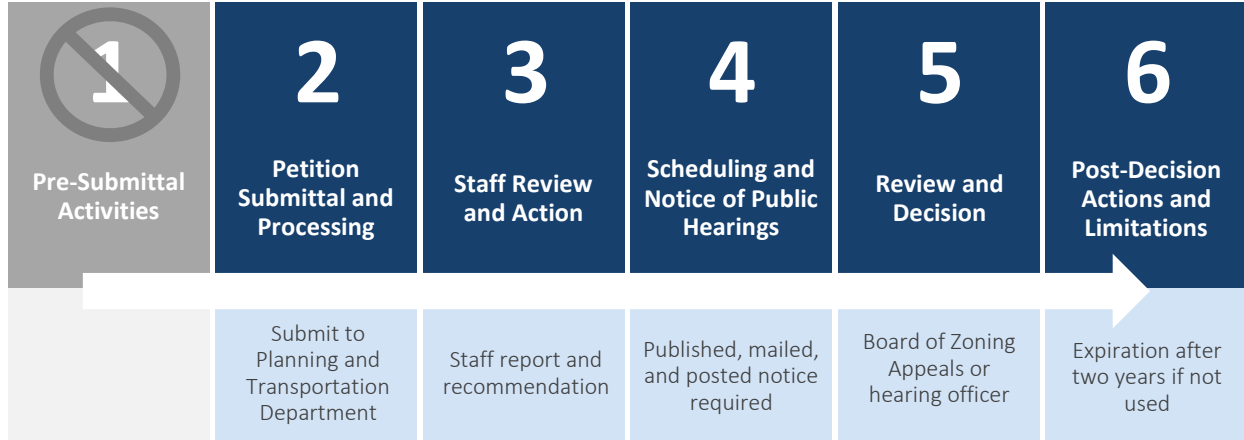 1
Pre-Submittal
Activities
2
Petition
Submittal and
Processing
Submit to
Planning and
Transportation
Department
3
Staff Review
and Action
Staff report and
recommendation
4
Scheduling and
Notice of Public
Hearings
Published, mailed,
and posted notice
required
5
Review and
Decision
Board of Zoning
Appeals or
hearing officer
6
Post-Decision
Actions and
Limitations
Expiration after
two years if not
used